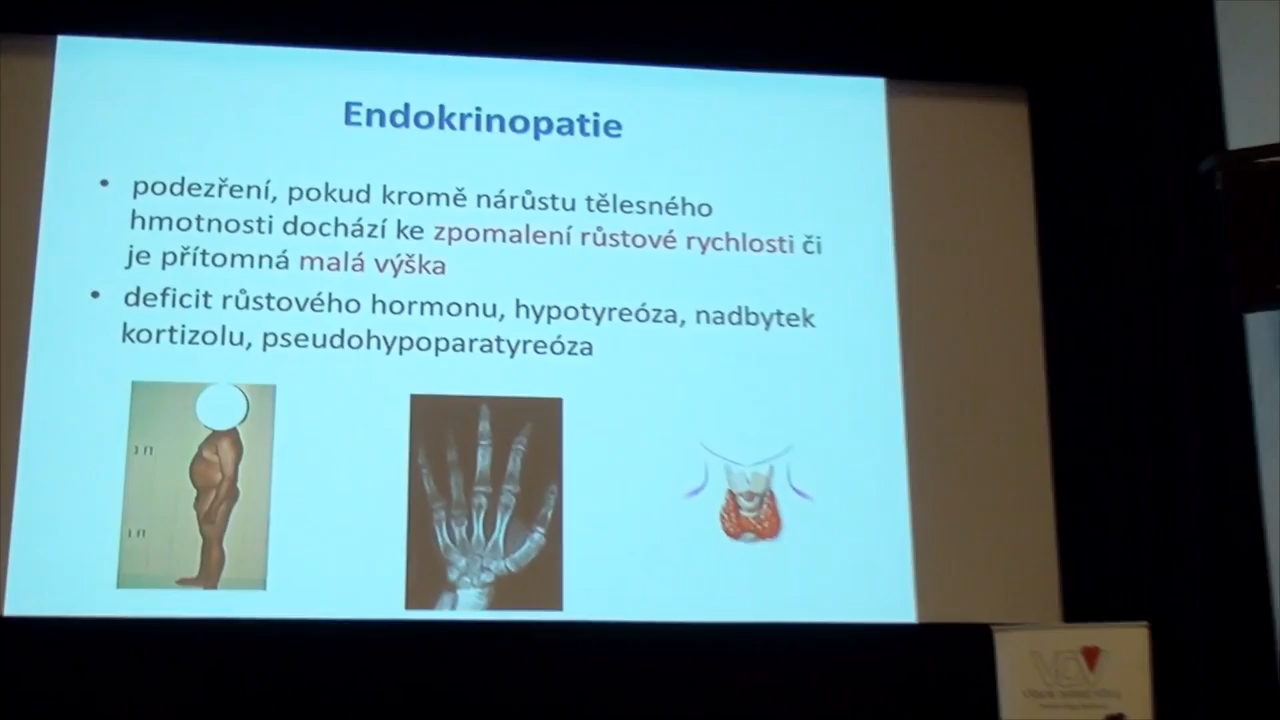 Endokrinopatie
• podezření, pokud kromě nárůstu tělesného
hmotnosti dochází ke zpomalení růstové rychlosti či
je přítomná malá výška
• deficit růstového hormonu, hypotyreóza, nadbytek
kortizolu, pseudohypoparatyreóza